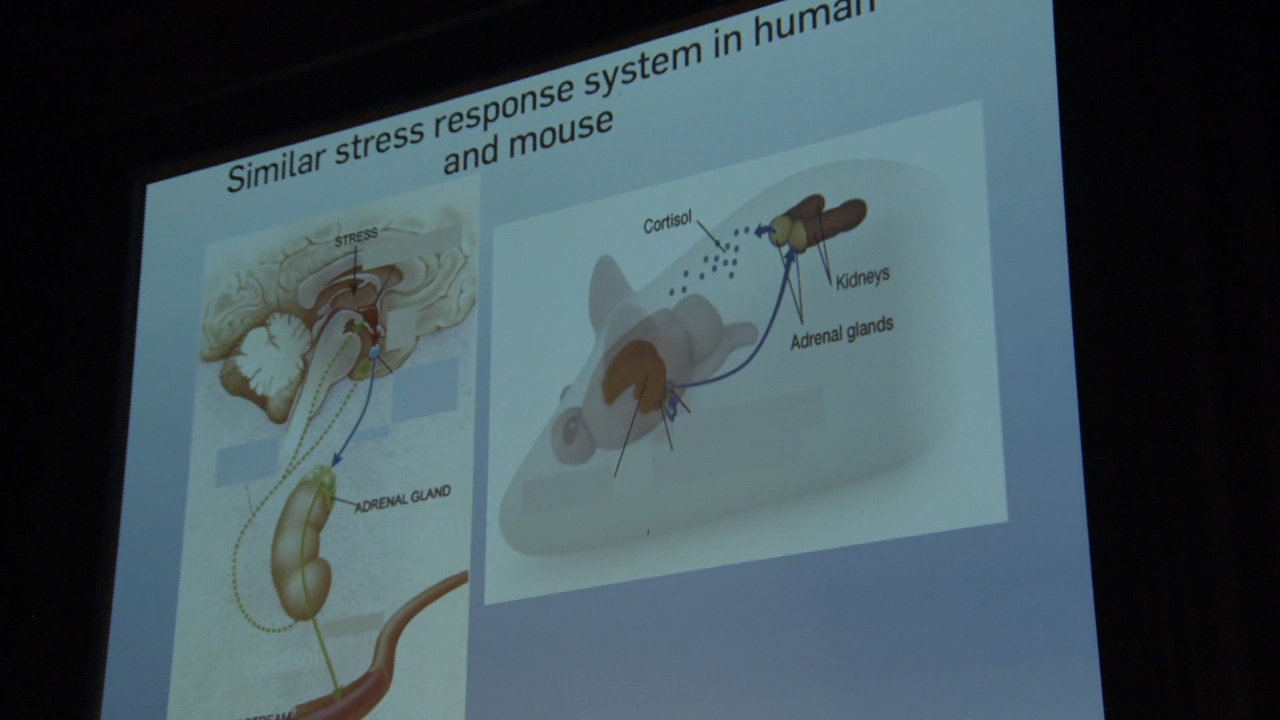 Similar stress response system in human
and mouse
STRESS
ADRENAL GLAND
Cortisol
Kidneys
Adrenal glands